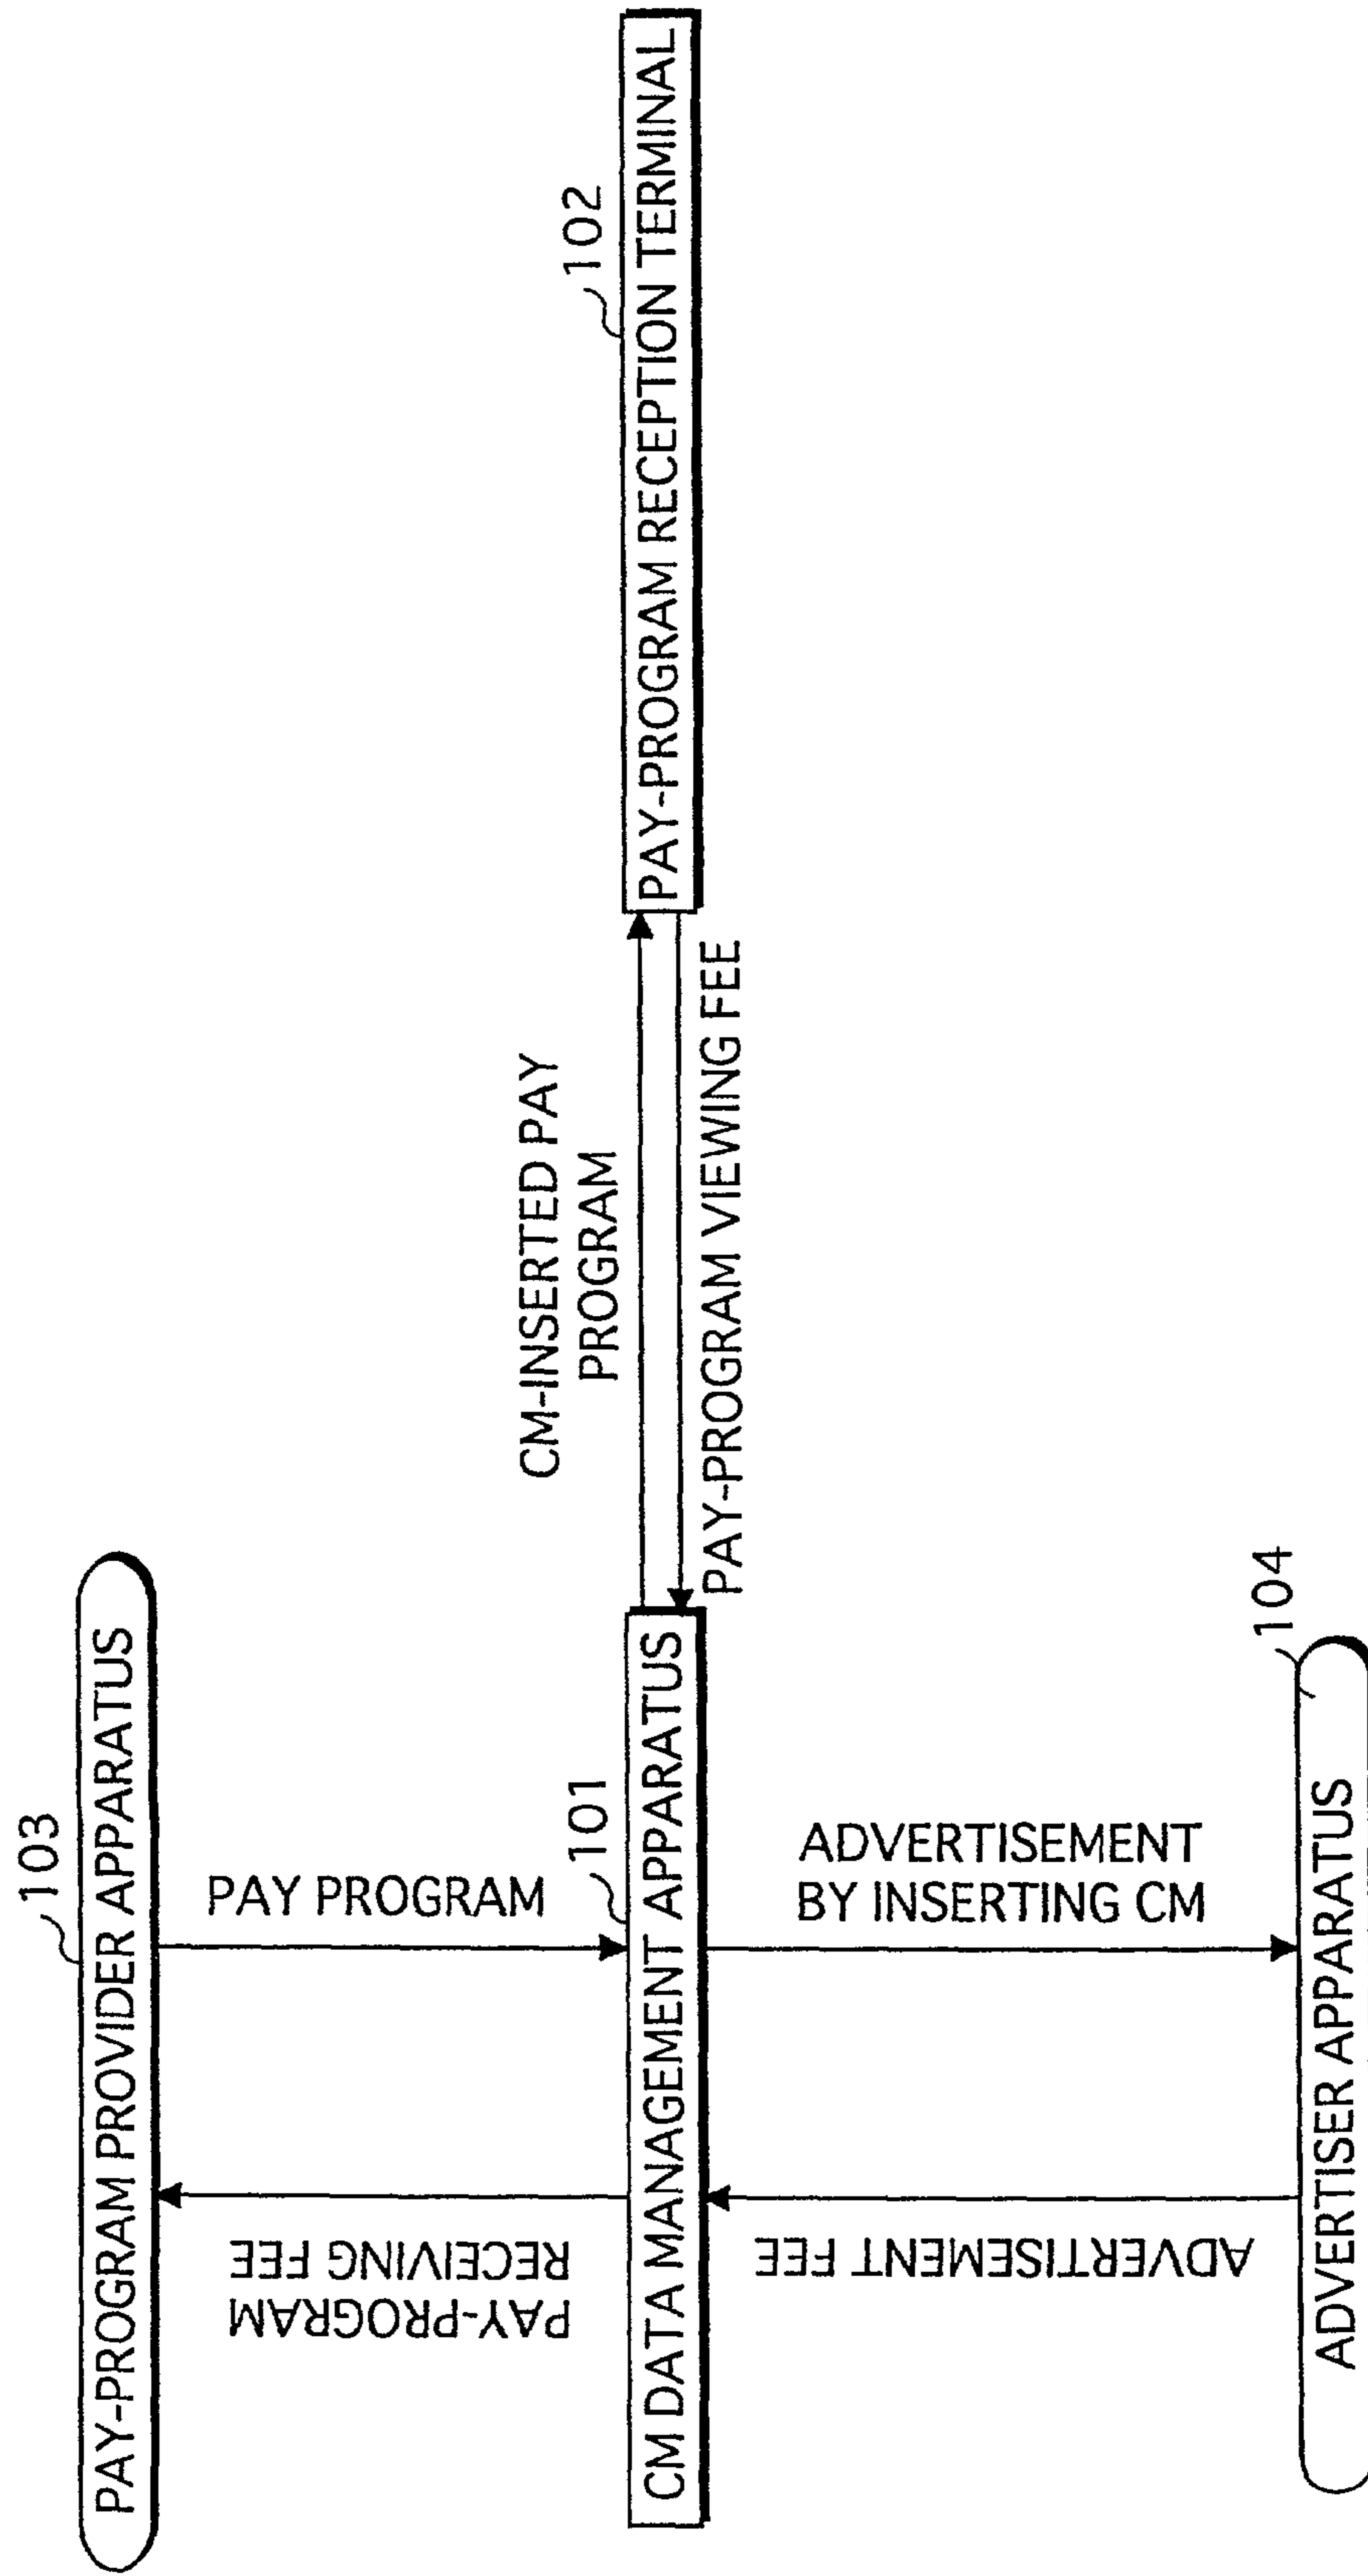 103
PAY-PROGRAM PROVIDER APPARATUS
PAY-PROGRAM
RECEIVING FEE
PAY PROGRAM
101
CM DATA MANAGEMENT APPARATUS
CM-INSERTED PAY
PROGRAM
PAY-PROGRAM VIEWING FEE
102
PAY-PROGRAM RECEPTION TERMINAL
ADVERTISEMENT FEE
ADVERTISEMENT
BY INSERTING CM
104
ADVERTISER APPARATUS